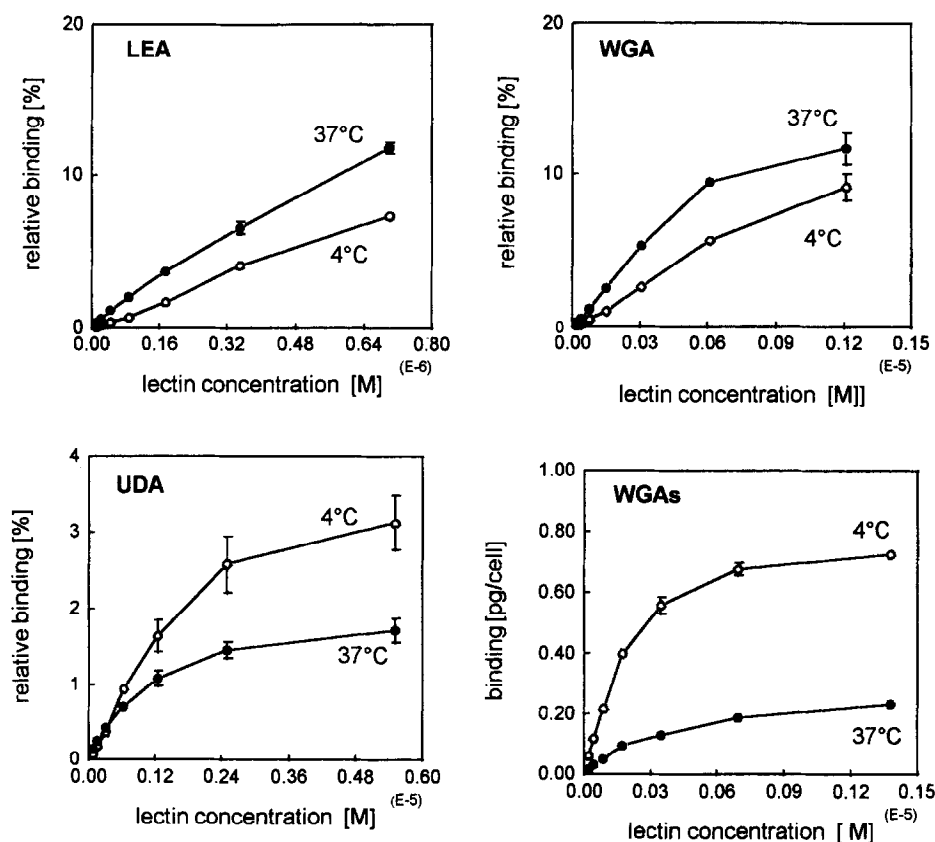 LEA
relative binding [%]
20
10
0
37°C
4°C
0.00 0.16 0.32 0.48 0.64 0.80
(E-6)
lectin concentration [M]
WGA
relative binding [%]
20
10
0
37°C
4°C
0.00 0.03 0.06 0.09 0.12 0.15
(E-5)
lectin concentration [M]]
UDA
relative binding [%]
4
3
2
1
0
4°C
37°C
0.00 0.12 0.24 0.36 0.48 0.60
(E-5)
lectin concentration [M]
WGAs
binding [pg/cell]
1.00
0.80
0.60
0.40
0.20
0.00
4°C
37°C
0.00 0.03 0.06 0.09 0.12 0.15
(E-5)
lectin concentration [ M]